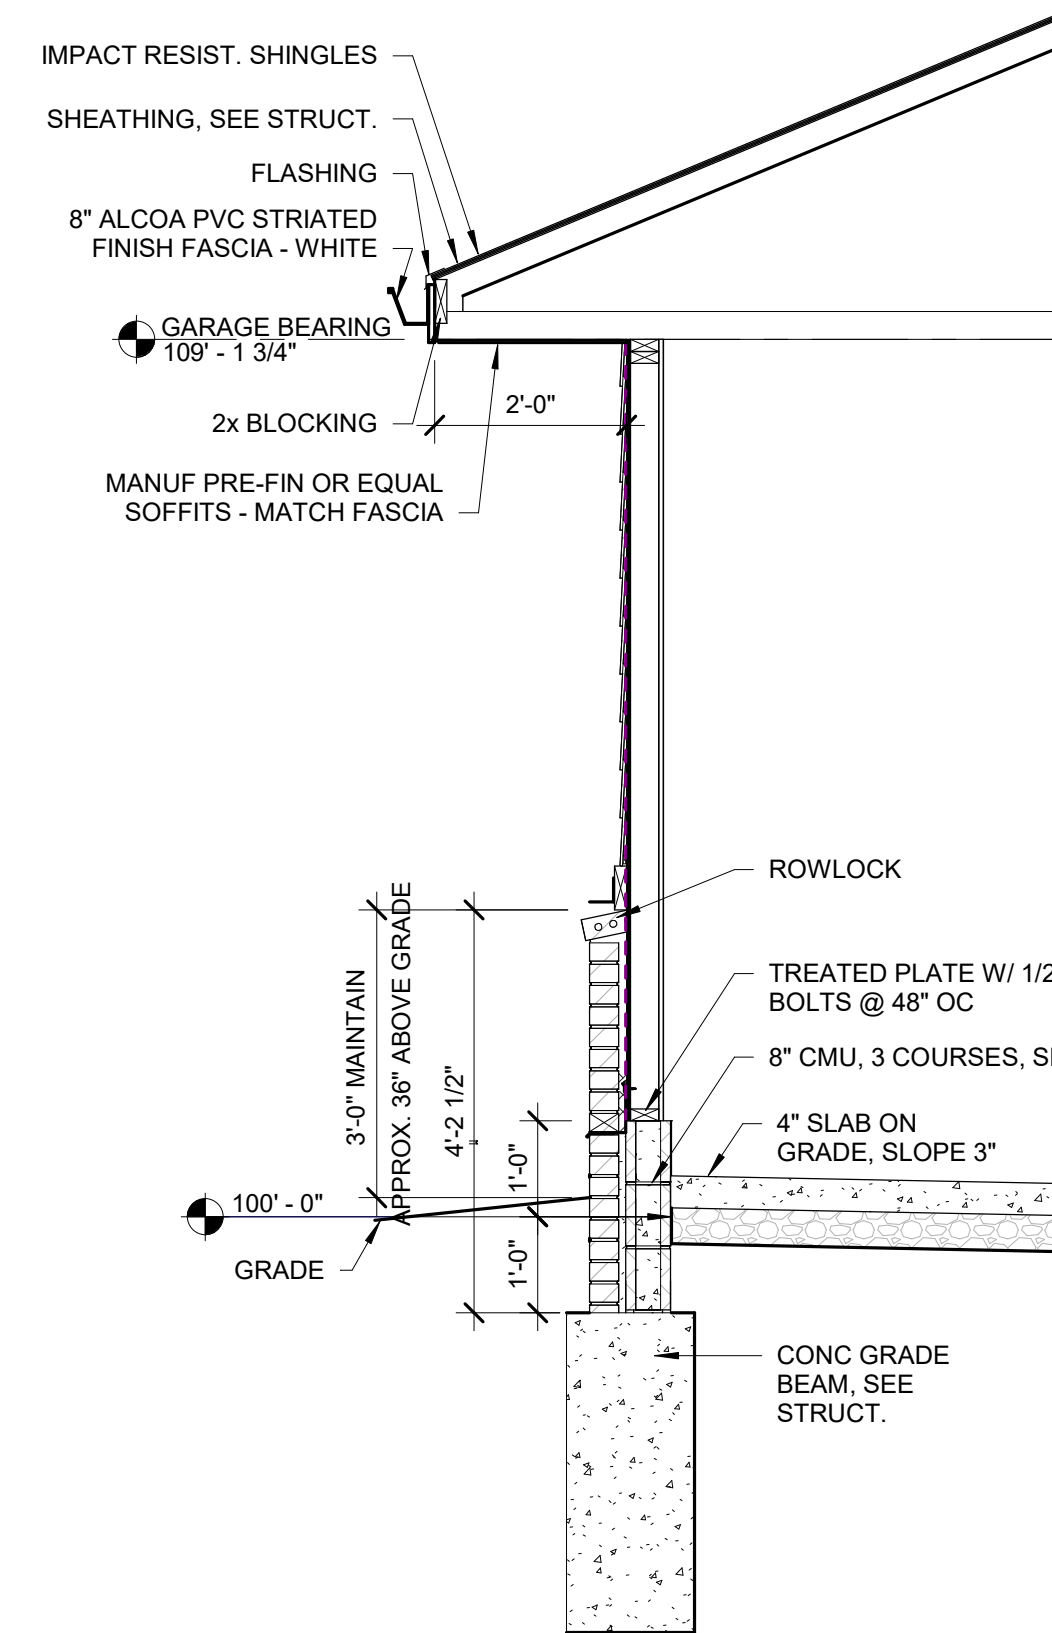 IMPACT RESIST. SHINGLES
SHEATHING, SEE STRUCT.
FLASHING
8" ALCOA PVC STRIATED
FINISH FASCIA - WHITE
GARAGE BEARING
109' - 1 3/4"
2'-0"
2x BLOCKING
MANUF PRE-FIN OR EQUAL
SOFFITS - MATCH FASCIA
ROWLOCK
TREATED PLATE W/ 1/2
BOLTS @ 48" OC
8" CMU, 3 COURSES,
4" SLAB ON
GRADE, SLOPE 3"
3'-0" MAINTAIN
APPROX. 36" ABOVE GRADE
4'-2 1/2"
1'-0"
1'-0"
100' - 0"
GRADE
CONC GRADE
BEAM, SEE
STRUCT.